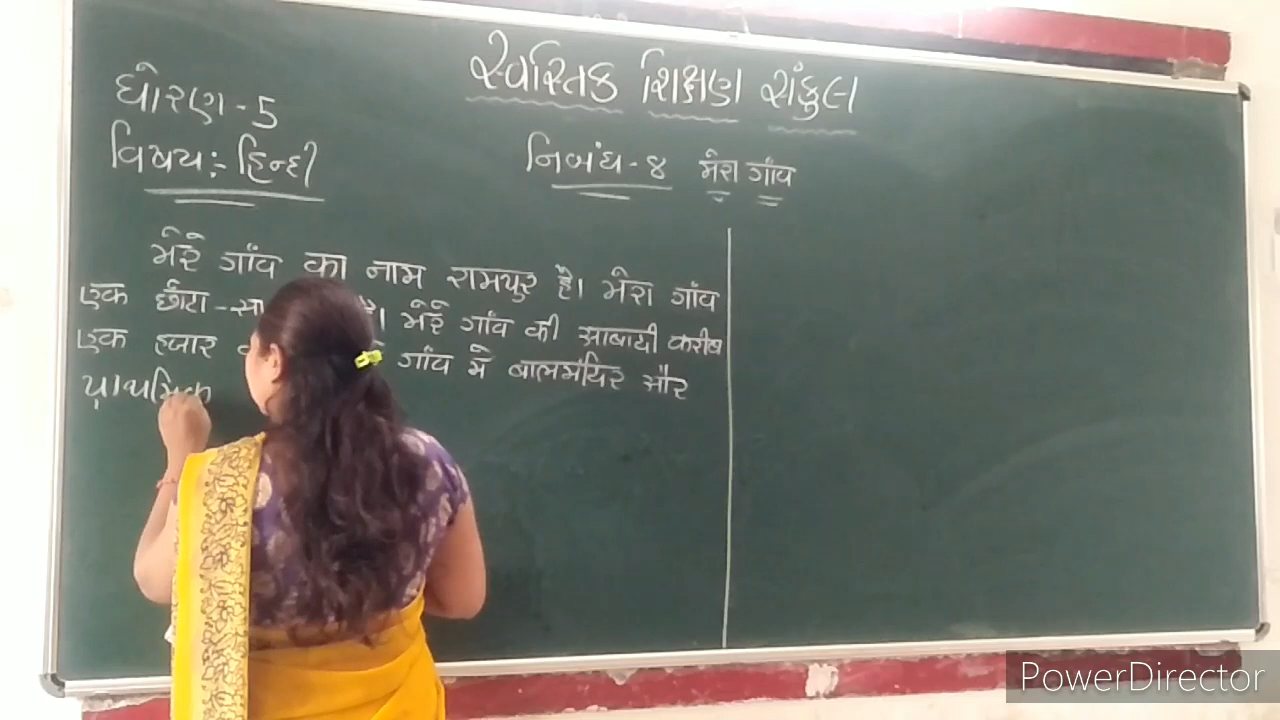 સ્વસ્તિક શિક્ષણ સંકુલ
ધોરણ - 5
વિષય :- હિન્દી
નિબંધ - ४ मेरा गाँव
मेरे गाँव का नाम रामपुर है। मेरा गाँव
एक छोटा-सा है। मेरे गाँव की आबादी करीब
एक हजार गाँव में बालमंदिर और
प्राथमिक
PowerDirector